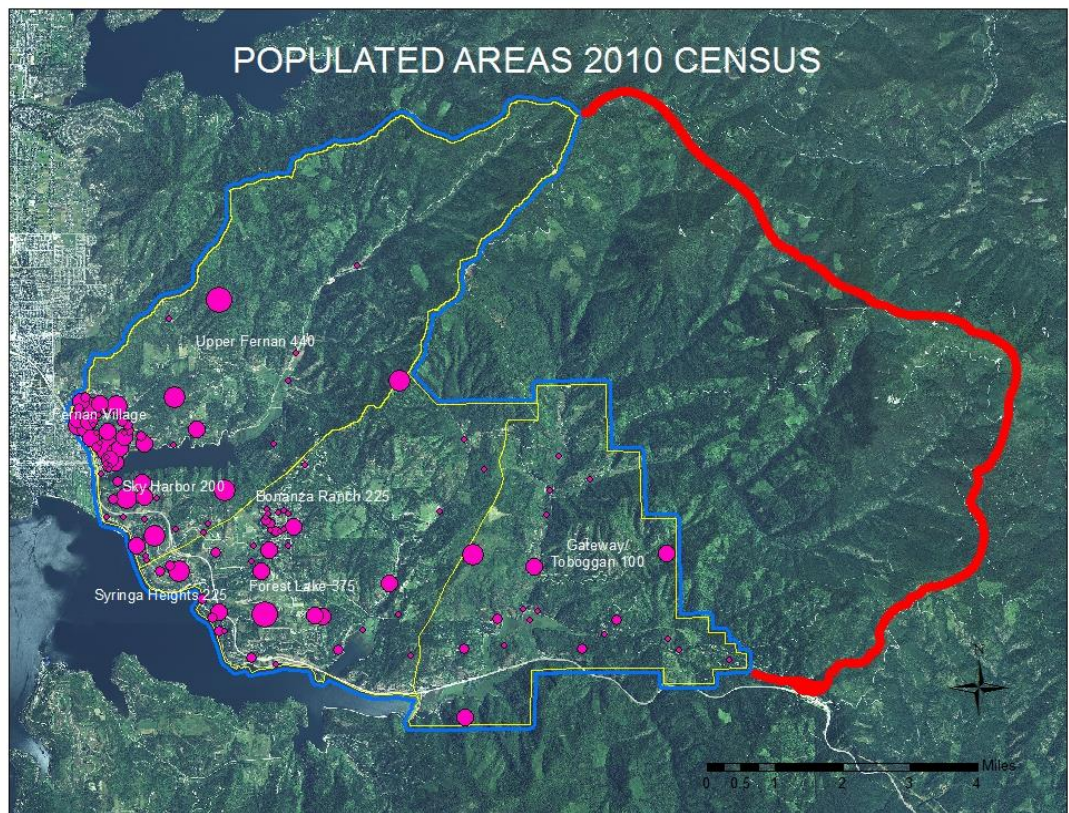 POPULATED AREAS 2010 CENSUS
Upper Fernan 440
Fernan Village
Sky Harbor 200
Bonanza Ranch 225
Gateway/
Toboggan 100
Forest Lake 375
Syringa Heights 225
N
Miles
0 0.5 1 2 3 4